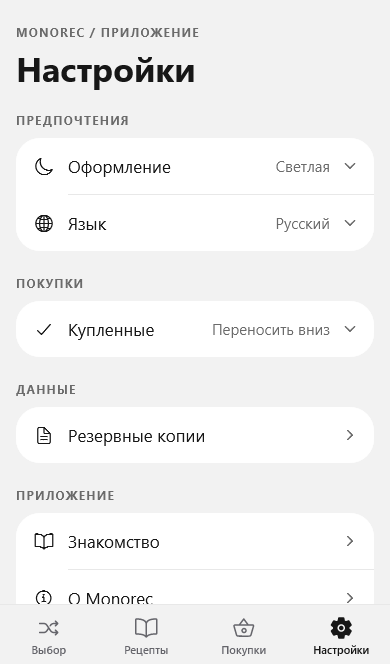 MONOREC / ПРИЛОЖЕНИЕ
Настройки
ПРЕДПОЧТЕНИЯ
Оформление Светлая
Язык Русский
ПОКУПКИ
Купленные Переносить вниз
ДАННЫЕ
Резервные копии
ПРИЛОЖЕНИЕ
Знакомство
О Monorec
Выбор Рецепты Покупки Настройки